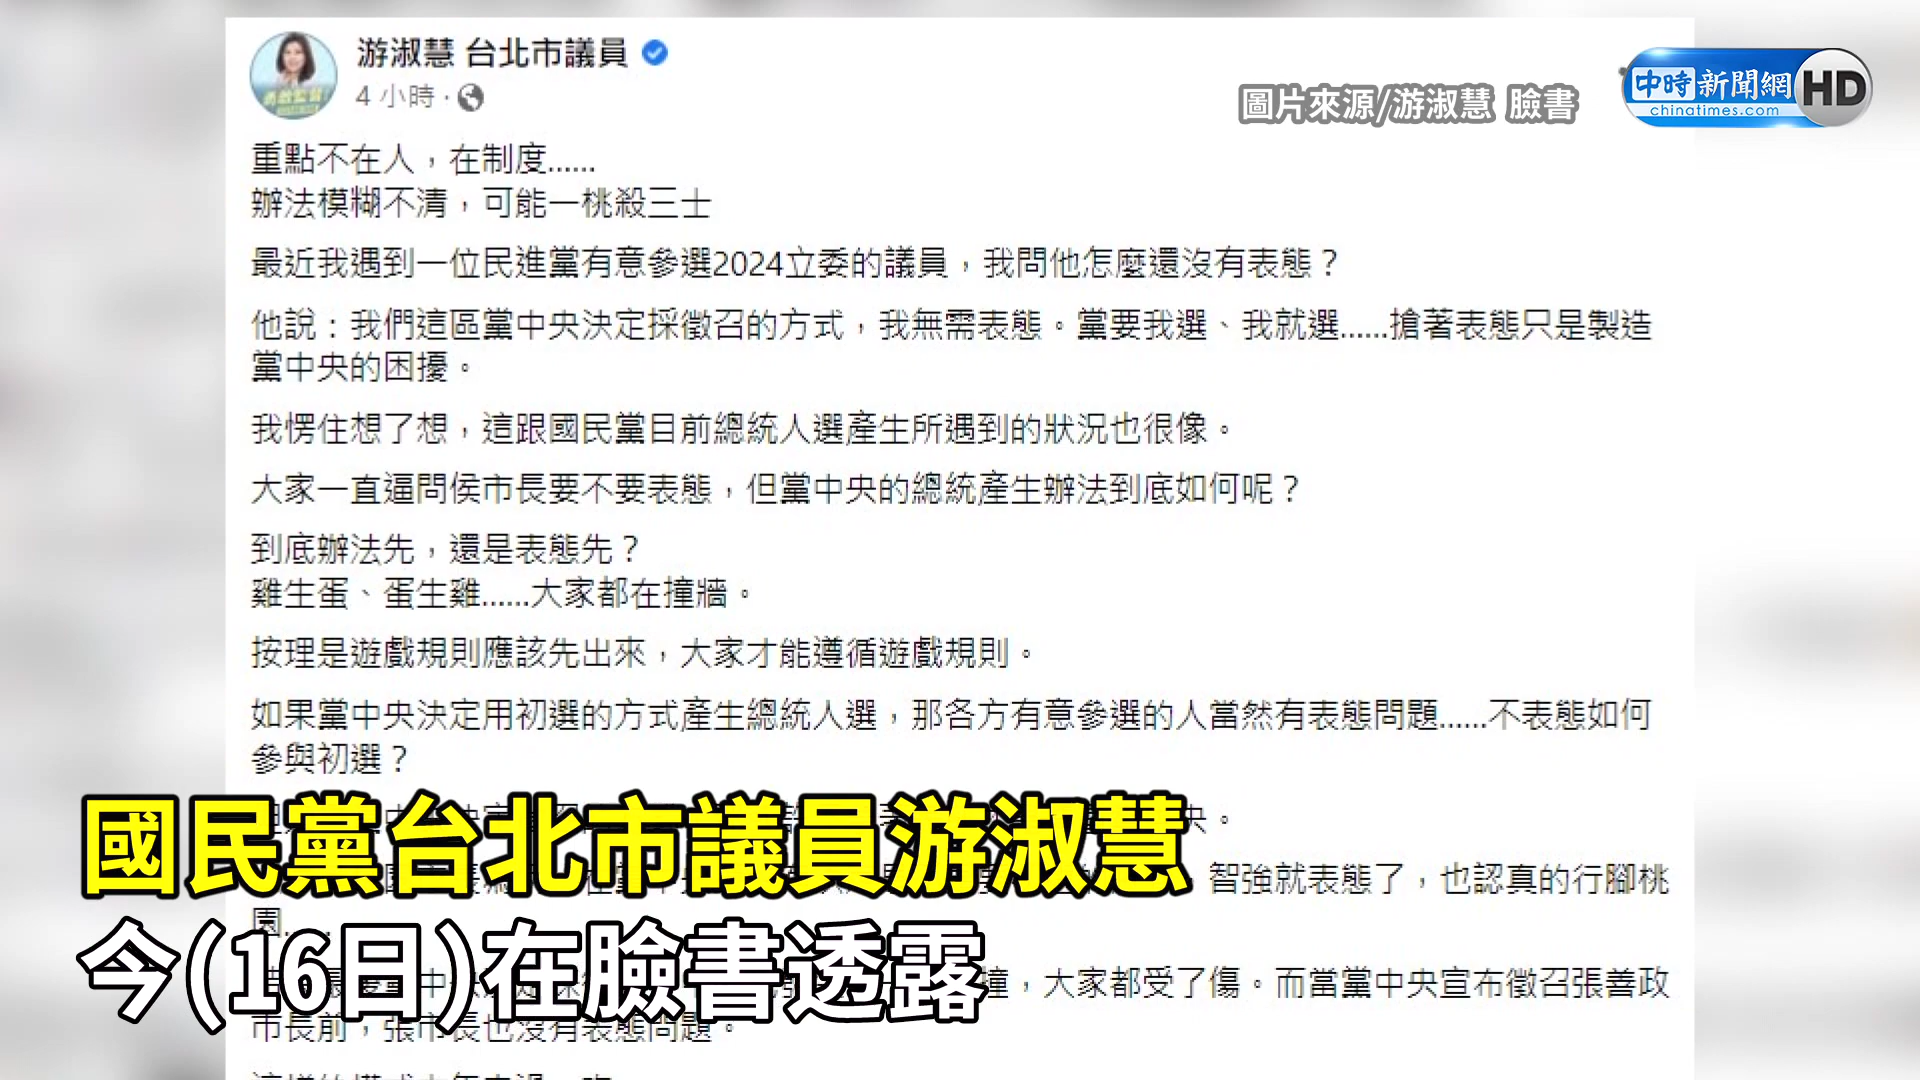 游淑慧 台北市議員
4 小時
圖片來源/游淑慧 臉書
中時新聞網 HD
chinatimes.com
重點不在人，在制度......
辦法模糊不清，可能一桃殺三士
最近我遇到一位民進黨有意參選2024立委的議員，我問他怎麼還沒有表態？
他說：我們這區黨中央決定採徵召的方式，我無需表態。黨要我選、我就選......搶著表態只是製造
黨中央的困擾。
我愣住想了想，這跟國民黨目前總統人選產生所遇到的狀況也很像。
大家一直逼問侯市長要不要表態，但黨中央的總統產生辦法到底如何呢？
到底辦法先，還是表態先？
雞生蛋、蛋生雞......大家都在撞牆。
按理是遊戲規則應該先出來，大家才能遵循遊戲規則。
如果黨中央決定用初選的方式產生總統人選，那各方有意參選的人當然有表態問題......不表態如何
參與初選？
央。
智強就表態了，也認真的行腳桃
園......
撞，大家都受了傷。而當黨中央宣布徵召張善政
市長前，張市長也沒有表態問題。
國民黨台北市議員游淑慧
今(16日)在臉書透露